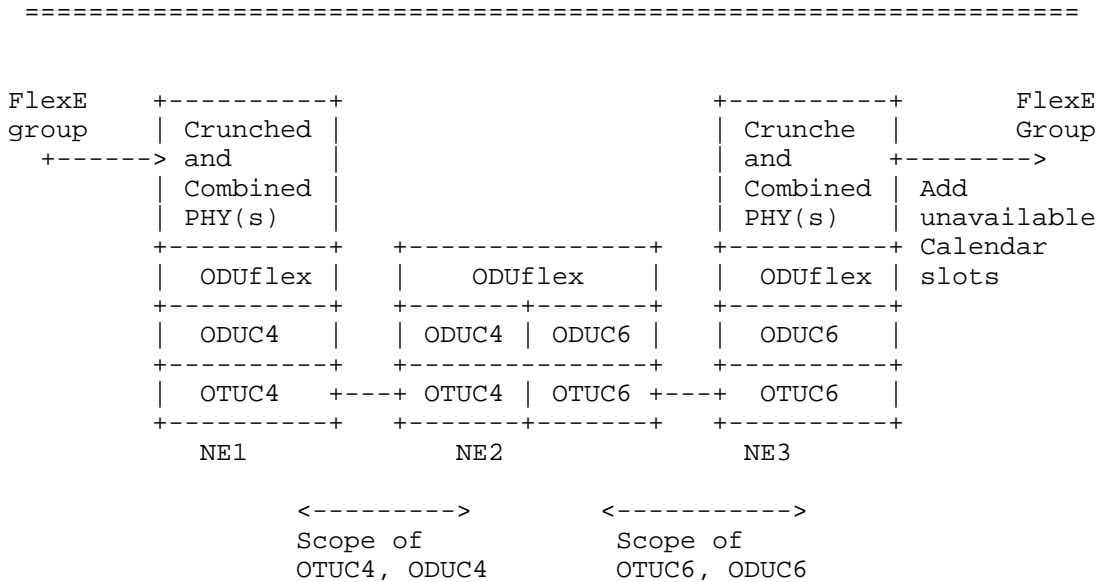 ==================================================================
FlexE +----------+ +----------+ FlexE
group | Crunched | | Crunche | Group
+------> and | | and +-------->
| Combined | | Combined | Add
| PHY(s) | | PHY(s) | unavailable
+----------+ +---------------+ +----------+ Calendar
| ODUflex | | ODUflex | | ODUflex | slots
+----------+ +-------+-------+ +----------+
| ODUC4 | | ODUC4 | ODUC6 | | ODUC6 |
+----------+ +---------------+ +----------+
| OTUC4 +---+ OTUC4 | OTUC6 +---+ OTUC6 |
+----------+ +-------+-------+ +----------+
NE1 NE2 NE3
<---------> <----------->
Scope of Scope of
OTUC4, ODUC4 OTUC6, ODUC6